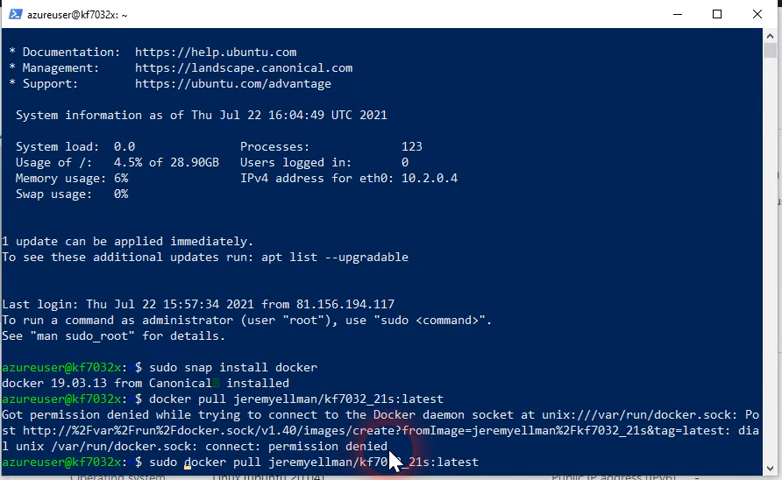 azureuser@kf7032x: ~
* Documentation: https://help.ubuntu.com
* Management: https://landscape.canonical.com
* Support: https://ubuntu.com/advantage
System information as of Thu Jul 22 16:04:49 UTC 2021
System load: 0.0 Processes: 123
Usage of /: 4.5% of 28.90GB Users logged in: 0
Memory usage: 6% IPv4 address for eth0: 10.2.0.4
Swap usage: 0%
1 update can be applied immediately.
To see these additional updates run: apt list --upgradable
Last login: Thu Jul 22 15:57:34 2021 from 81.156.194.117
To run a command as administrator (user "root"), use "sudo <command>".
See "man sudo_root" for details.
azureuser@kf7032x:~$ sudo snap install docker
docker 19.03.13 from Canonical installed
azureuser@kf7032x:~$ docker pull jeremyellman/kf7032_21s:latest
Got permission denied while trying to connect to the Docker daemon socket at unix:///var/run/docker.sock: Po
st http://%2Fvar%2Frun%2Fdocker.sock/v1.40/images/create?fromImage=jeremyellman%2Fkf7032_21s&tag=latest: dia
l unix /var/run/docker.sock: connect: permission denied
azureuser@kf7032x:~$ sudo docker pull jeremyellman/kf7032_21s:latest